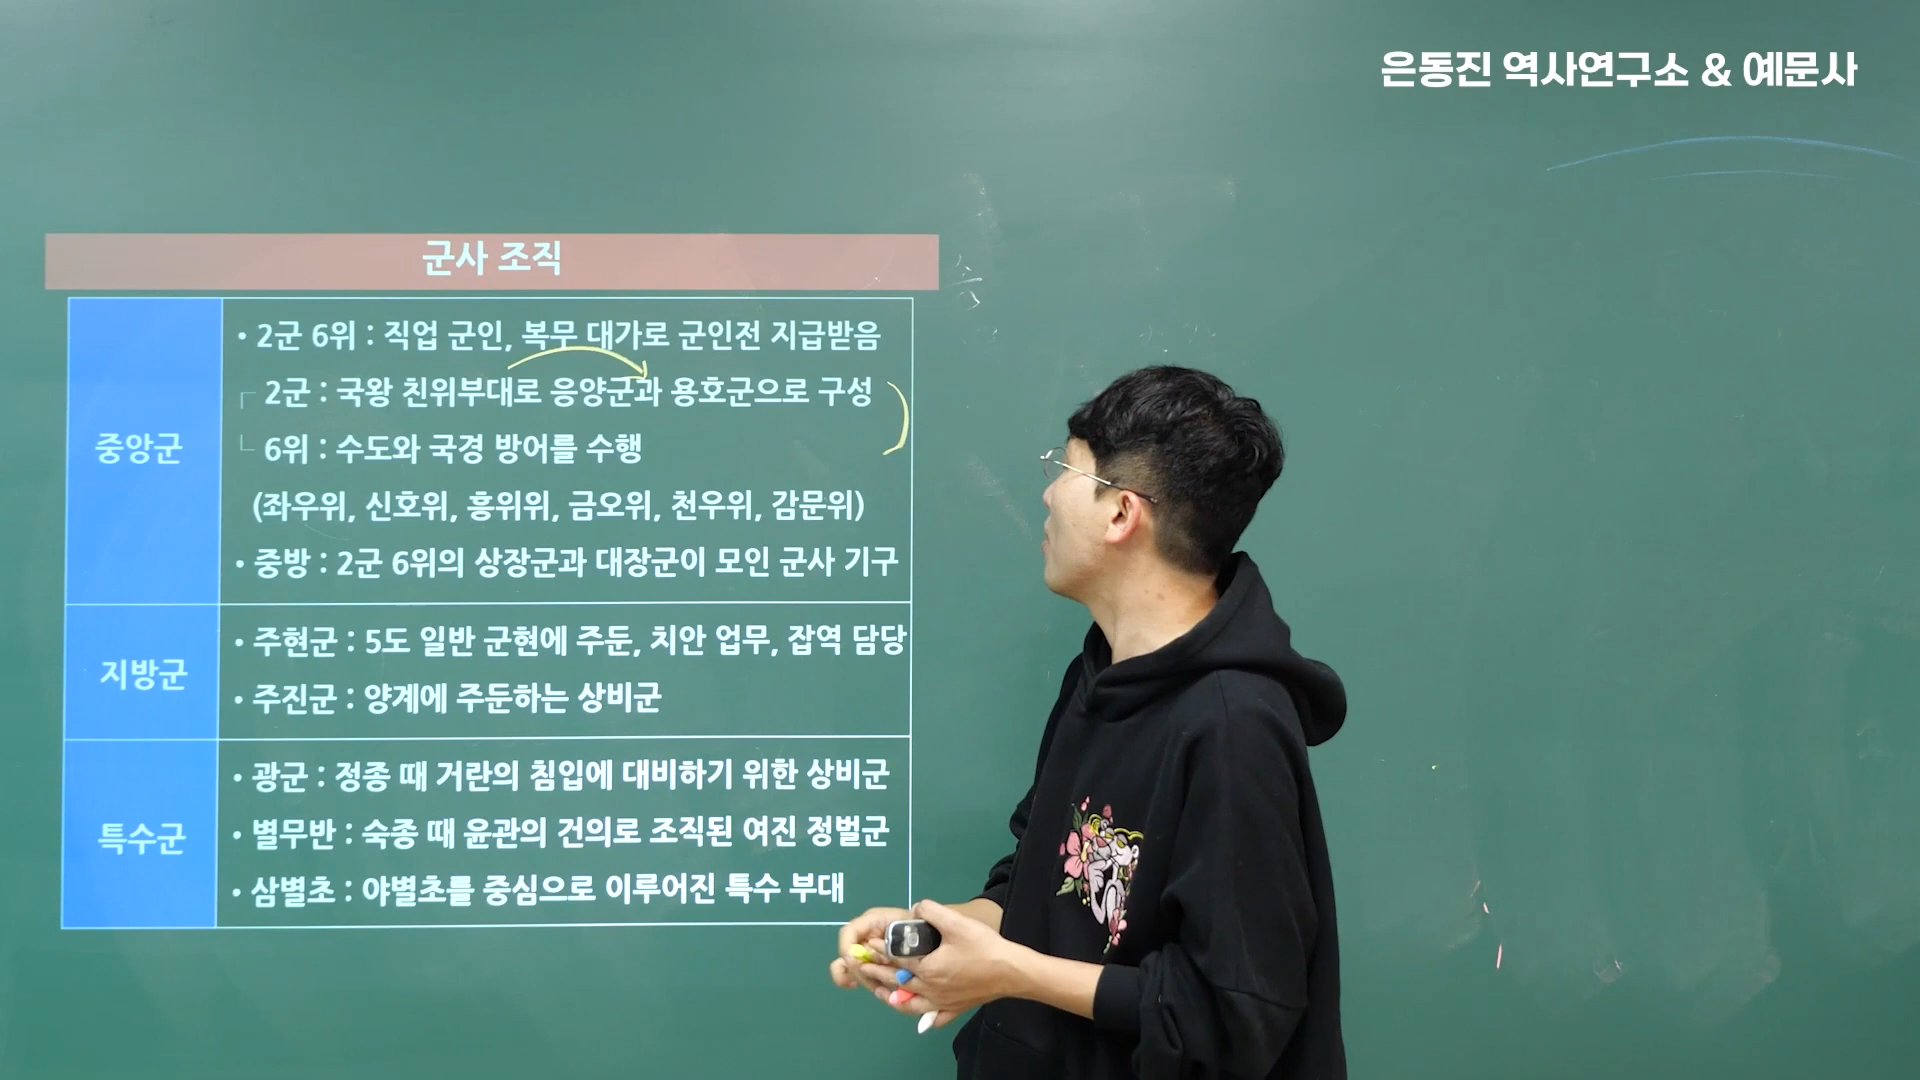 은동진 역사연구소 & 예문사
군사 조직
중앙군
• 2군 6위 : 직업 군인, 복무 대가로 군인전 지급받음
┌ 2군 : 국왕 친위부대로 응양군과 용호군으로 구성
└ 6위 : 수도와 국경 방어를 수행
(좌우위, 신호위, 흥위위, 금오위, 천우위, 감문위)
• 중방 : 2군 6위의 상장군과 대장군이 모인 군사 기구
지방군
• 주현군 : 5도 일반 군현에 주둔, 치안 업무, 잡역 담당
• 주진군 : 양계에 주둔하는 상비군
특수군
• 광군 : 정종 때 거란의 침입에 대비하기 위한 상비군
• 별무반 : 숙종 때 윤관의 건의로 조직된 여진 정벌군
• 삼별초 : 야별초를 중심으로 이루어진 특수 부대